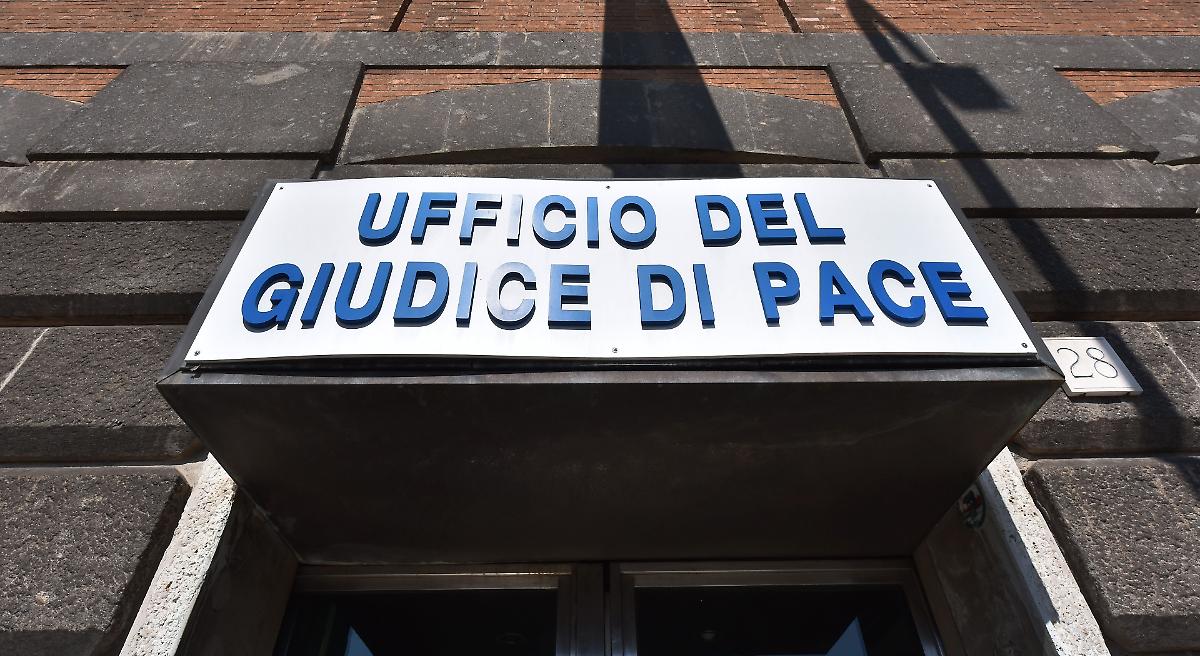 UFFICIO DEL
GIUDICE DI PACE
28